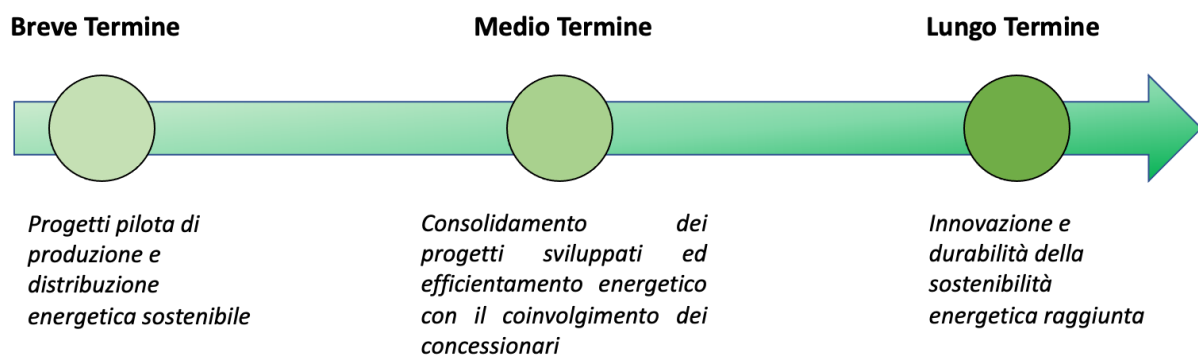 Breve Termine
Medio Termine
Lungo Termine
Progetti pilota di
produzione e
distribuzione
energetica sostenibile
Consolidamento dei
progetti sviluppati ed
efficientamento energetico
con il coinvolgimento dei
concessionari
Innovazione e
durabilità della
sostenibilità
energetica raggiunta